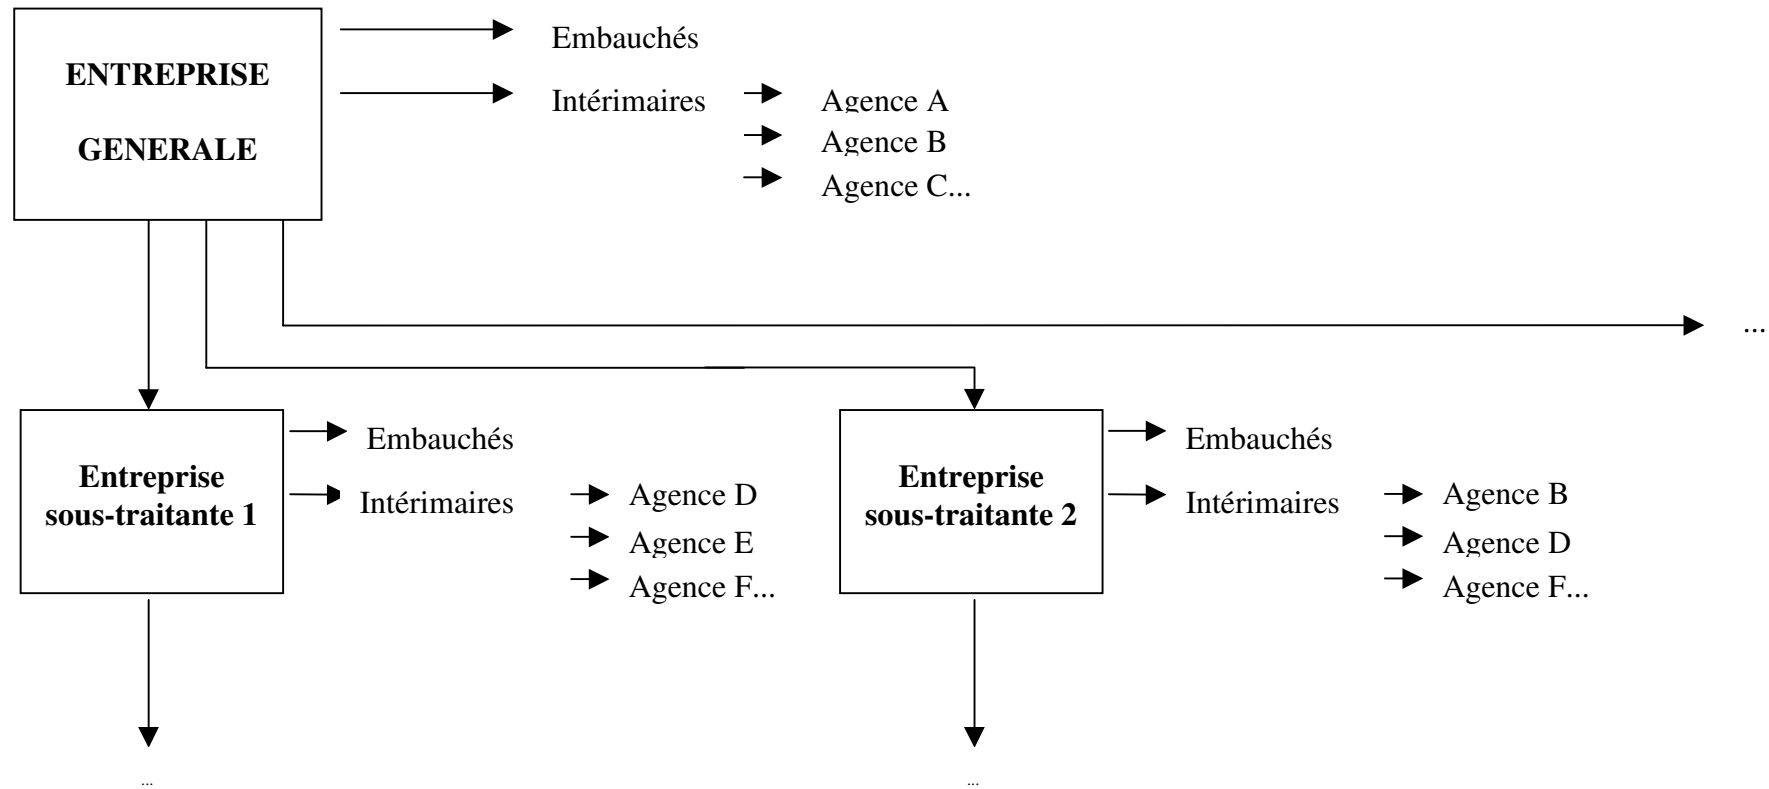 ENTREPRISE
GENERALE
Embauchés
Intérimaires
Agence A
Agence B
Agence C...
...
Entreprise
sous-traitante 1
Embauchés
Intérimaires
Agence D
Agence E
Agence F...
Entreprise
sous-traitante 2
Embauchés
Intérimaires
Agence B
Agence D
Agence F...
...
...